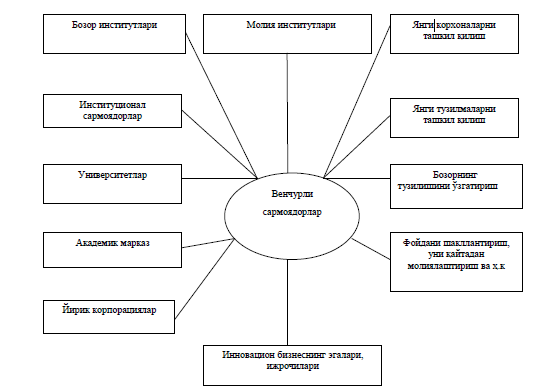 Бозор институтлари
Молия институтлари
Янги корхоналарни
ташкил қилиш
Институционал
сармоядорлар
Янги тузилмаларни
ташкил қилиш
Университетлар
Бозорнинг
тузилишини ўзгатириш
Венчурли
сармоядорлар
Академик марказ
Фойдани шакллантириш,
уни қайтадан
молиялаштириш ва ҳ.к
Йирик корпорациялар
Инновацион бизнеснинг эгалари,
ижрочилари